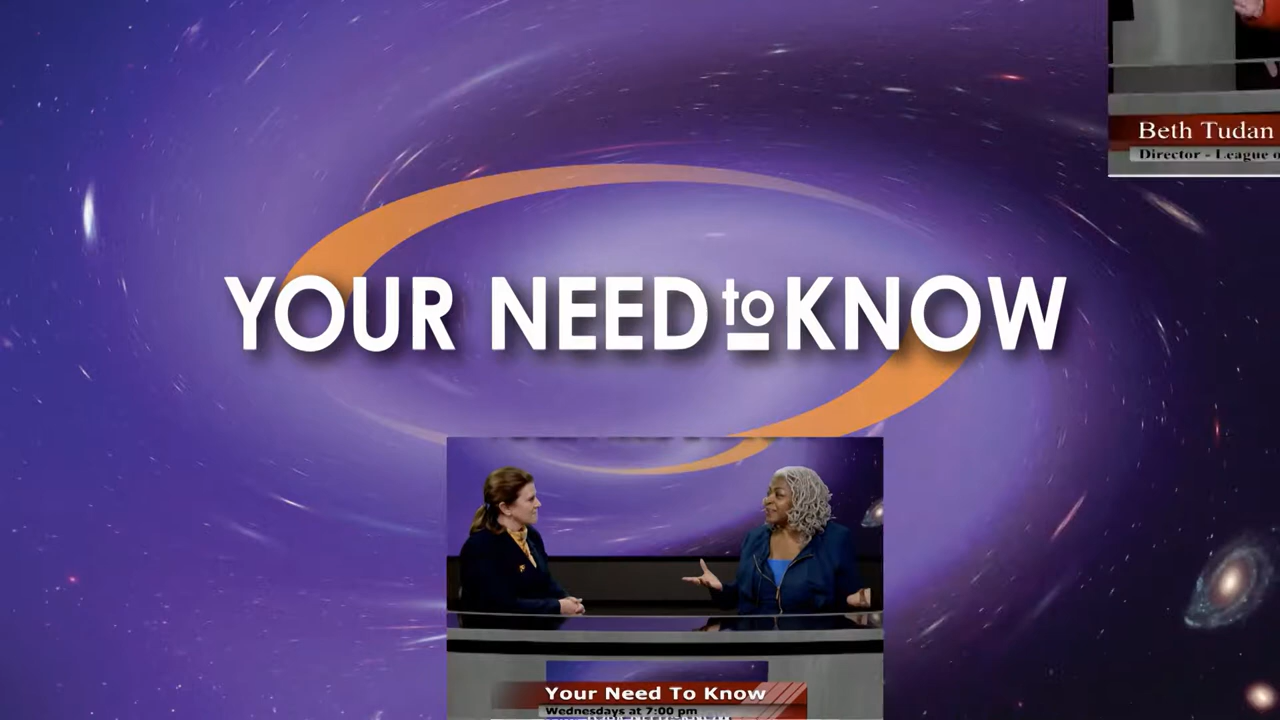 Beth Tudan
Director - League o
YOUR NEED to KNOW
Your Need To Know
Wednesdays at 7:00 pm